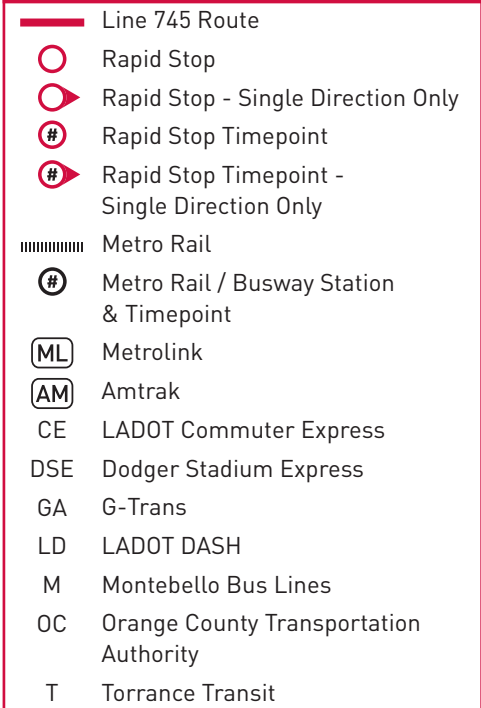 Line 745 Route
Rapid Stop
Rapid Stop - Single Direction Only
# Rapid Stop Timepoint
# Rapid Stop Timepoint -
Single Direction Only
Metro Rail
# Metro Rail / Busway Station
& Timepoint
ML Metrolink
AM Amtrak
CE LADOT Commuter Express
DSE Dodger Stadium Express
GA G-Trans
LD LADOT DASH
M Montebello Bus Lines
OC Orange County Transportation
Authority
T Torrance Transit